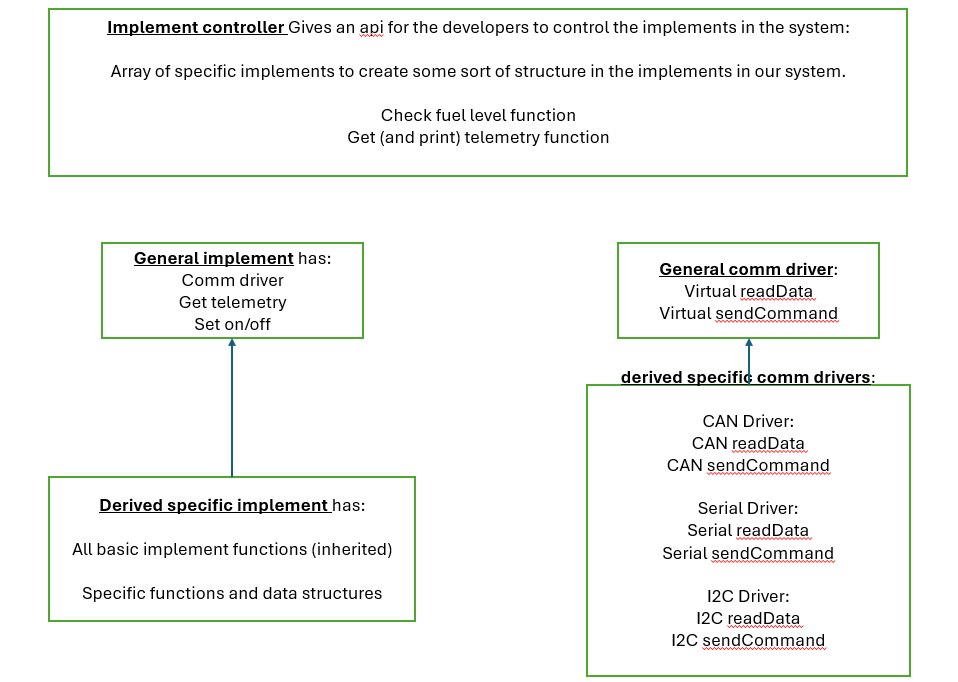 Implement controller Gives an api for the developers to control the implements in the system:
Array of specific implements to create some sort of structure in the implements in our system.
Check fuel level function
Get (and print) telemetry function
General implement has:
Comm driver
Get telemetry
Set on/off
General comm driver:
Virtual readData
Virtual sendCommand
Derived specific implement has:
All basic implement functions (inherited)
Specific functions and data structures
derived specific comm drivers:
CAN Driver:
CAN readData
CAN sendCommand
Serial Driver:
Serial readData
Serial sendCommand
I2C Driver:
I2C readData
I2C sendCommand